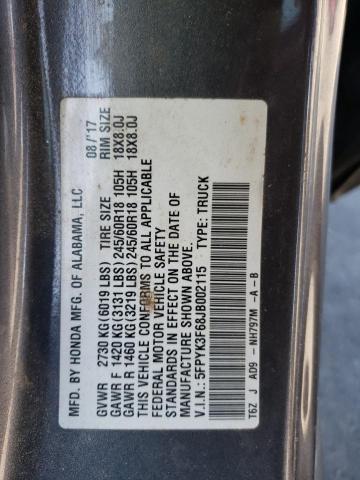 MFD. BY HONDA MFG. OF ALABAMA, LLC 08/'17
GVWR 2730 KG(6019 LBS) TIRE SIZE RIM SIZE
GAWR F 1420 KG(3131 LBS) 245/60R18 105H 18X8.0J
GAWR R 1460 KG(3219 LBS) 245/60R18 105H 18X8.0J
THIS VEHICLE CONFORMS TO ALL APPLICABLE
FEDERAL MOTOR VEHICLE SAFETY
STANDARDS IN EFFECT ON THE DATE OF
MANUFACTURE SHOWN ABOVE.
V.I.N.: 5FPYK3F68JB002115 TYPE: TRUCK
T6Z J A09 - NH797M -A -B